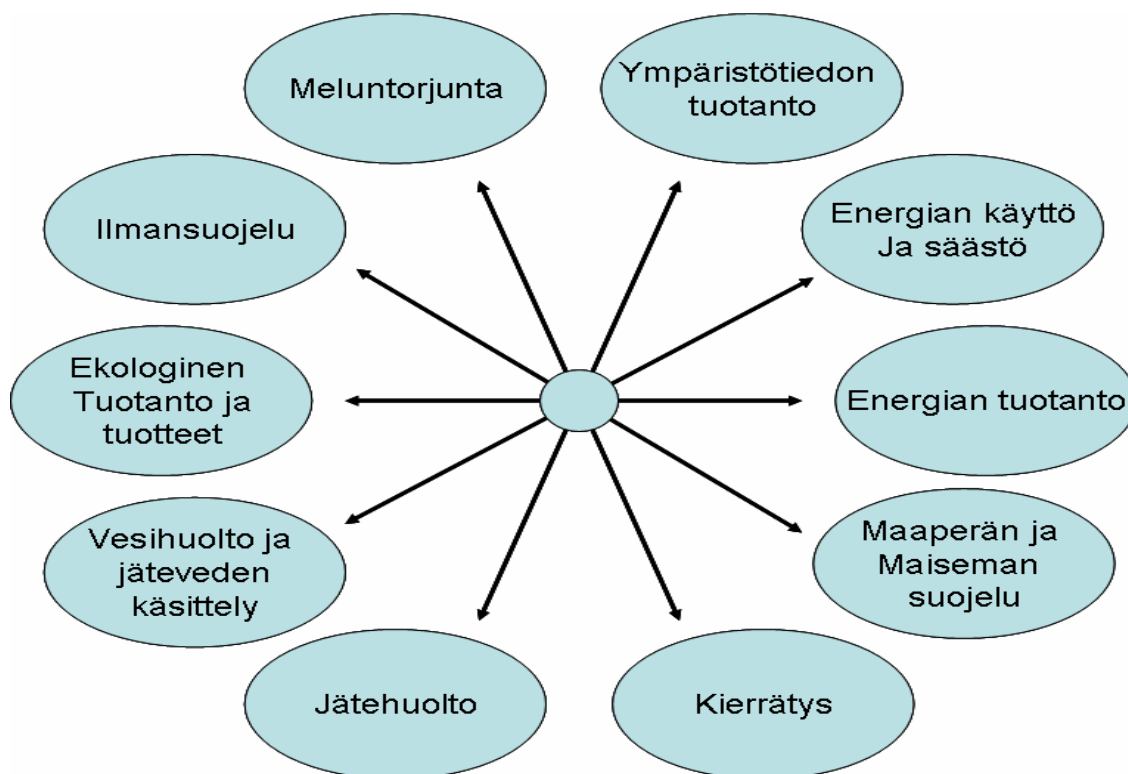 Meluntorjunta
Ympäristötiedon
tuotanto
Ilmansuojelu
Energian käyttö
Ja säästö
Ekologinen
Tuotanto ja
tuotteet
Energian tuotanto
Vesihuolto ja
jäteveden
käsittely
Maaperän ja
Maiseman
suojelu
Jätehuolto
Kierrätys